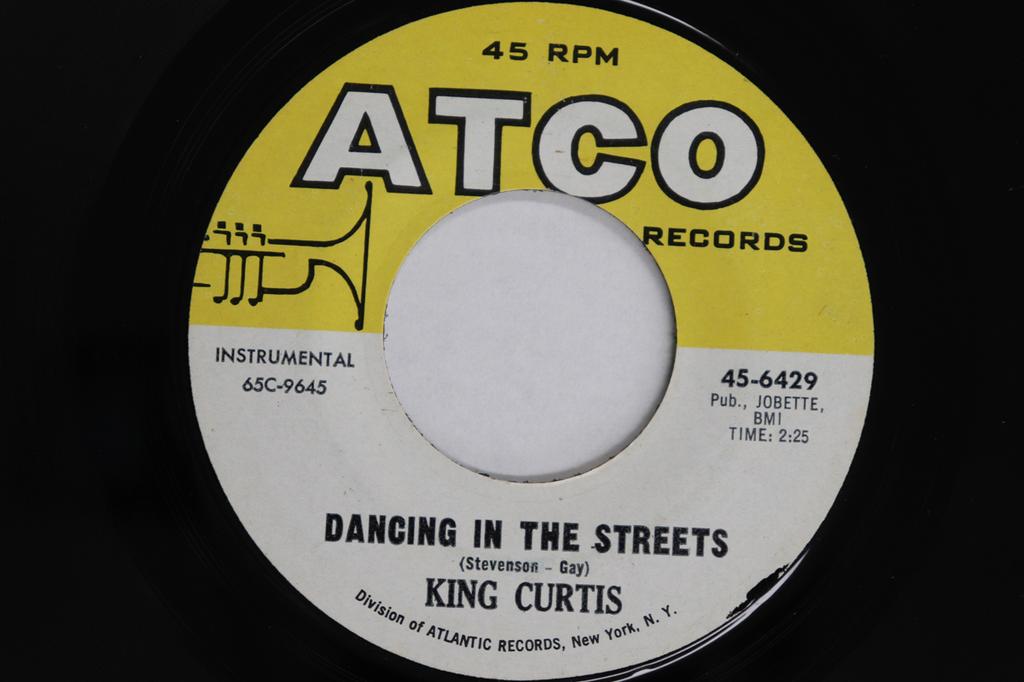 45 RPM
ATCO
RECORDS
INSTRUMENTAL
65C-9645
45-6429
Pub., JOBETTE,
BMI
TIME: 2:25
DANCING IN THE STREETS
(Stevenson - Gay)
KING CURTIS
Division of ATLANTIC RECORDS, New York, N. Y.